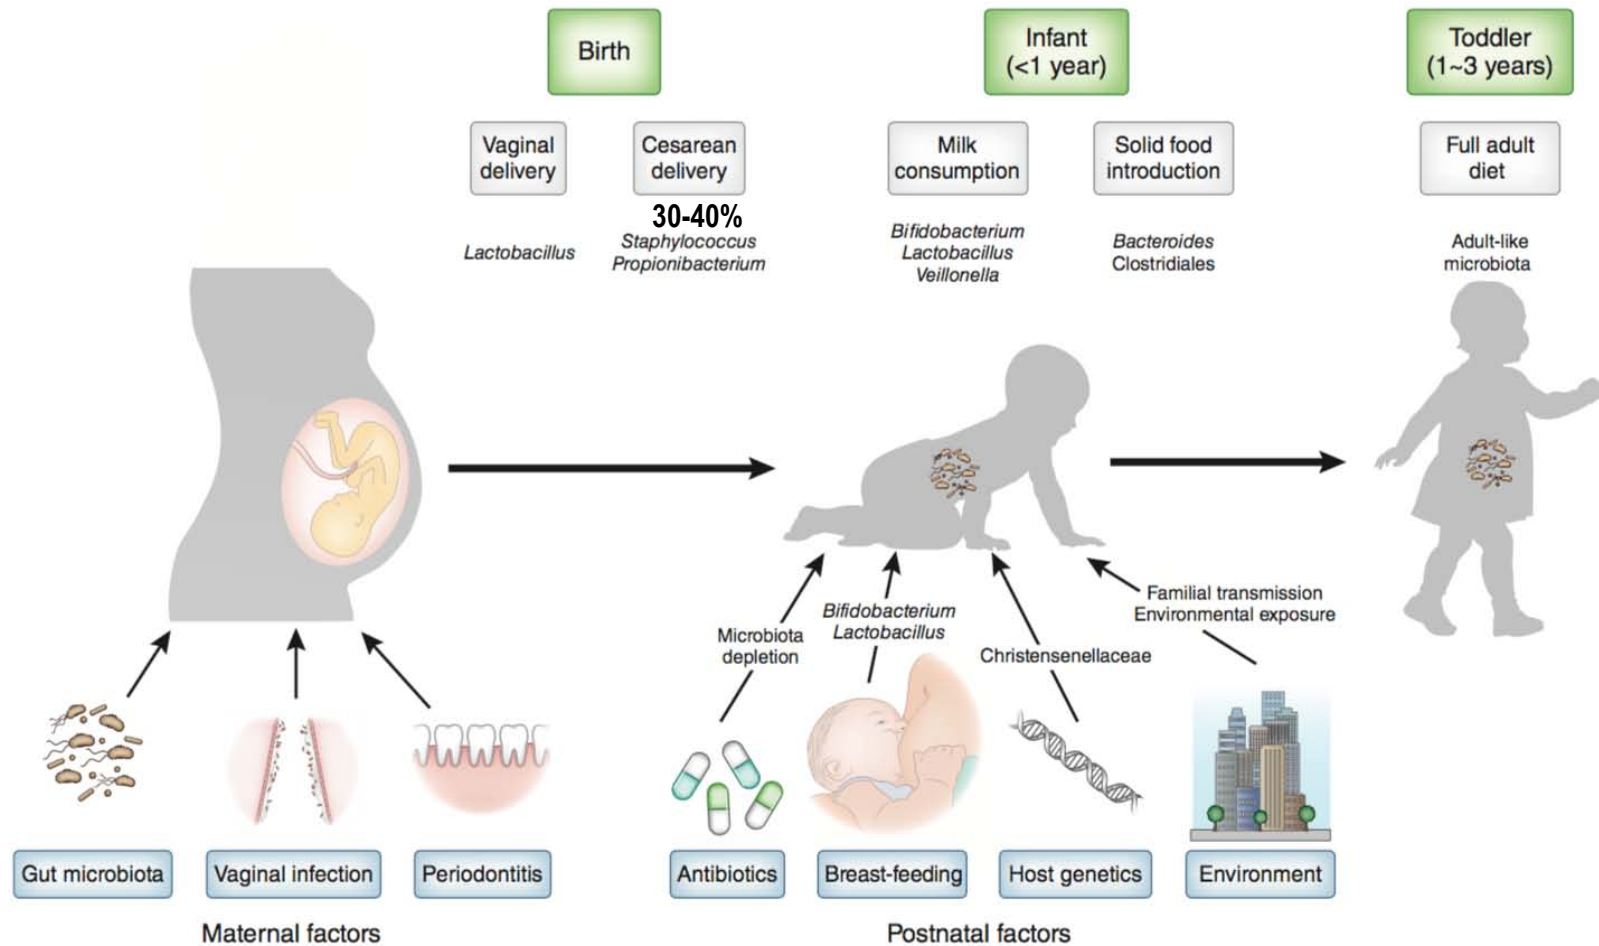 Birth
Infant
(<1 year)
Toddler
(1~3 years)
Vaginal
delivery
Cesarean
delivery
Milk
consumption
Solid food
introduction
Full adult
diet
30-40%
Lactobacillus
Staphylococcus
Propionibacterium
Bifidobacterium
Lactobacillus
Veillonella
Bacteroides
Clostridiales
Adult-like
microbiota
Microbiota
depletion
Bifidobacterium
Lactobacillus
Christensenellaceae
Familial transmission
Environmental exposure
Gut microbiota
Vaginal infection
Periodontitis
Antibiotics
Breast-feeding
Host genetics
Environment
Maternal factors
Postnatal factors